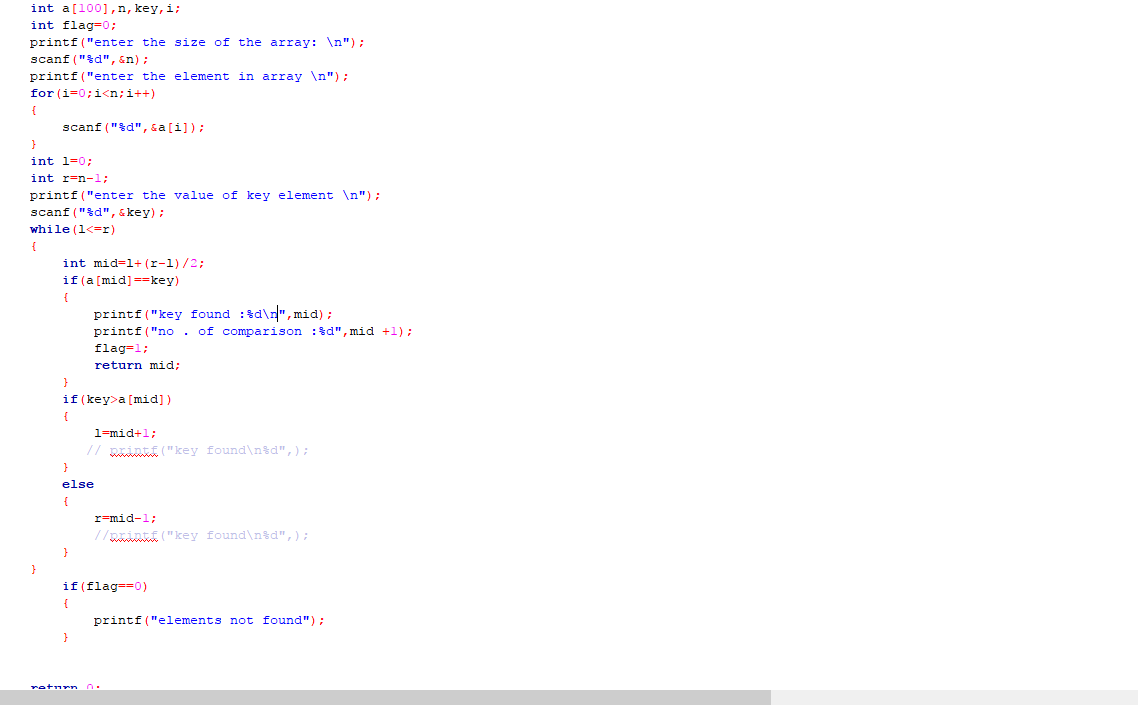 int a[100],n,key,i;
int flag=0;
printf("enter the size of the array: \n");
scanf("%d",&n);
printf("enter the element in array \n");
for(i=0;i<n;i++)
{
    scanf("%d",&a[i]);
}
int l=0;
int r=n-1;
printf("enter the value of key element \n");
scanf("%d",&key);
while(l<=r)
{
    int mid=l+(r-l)/2;
    if(a[mid]==key)
    {
        printf("key found :%d\n",mid);
        printf("no . of comparison :%d",mid +1);
        flag=1;
        return mid;
    }
    if(key>a[mid])
    {
        l=mid+1;
       // printf("key found\n%d",);
    }
    else
    {
        r=mid-1;
        //printf("key found\n%d",);
    }
}
    if(flag==0)
    {
        printf("elements not found");
    }
return 0;